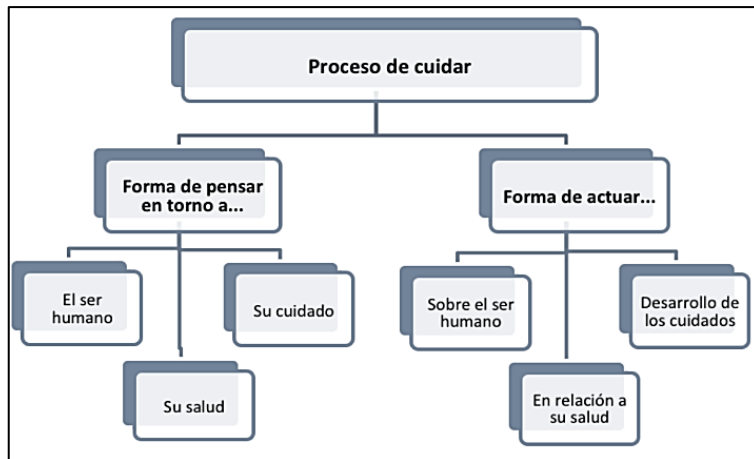 Proceso de cuidar
Forma de pensar
en torno a...
Forma de actuar...
El ser
humano
Su cuidado
Su salud
Sobre el ser
humano
Desarrollo de
los cuidados
En relación a
su salud